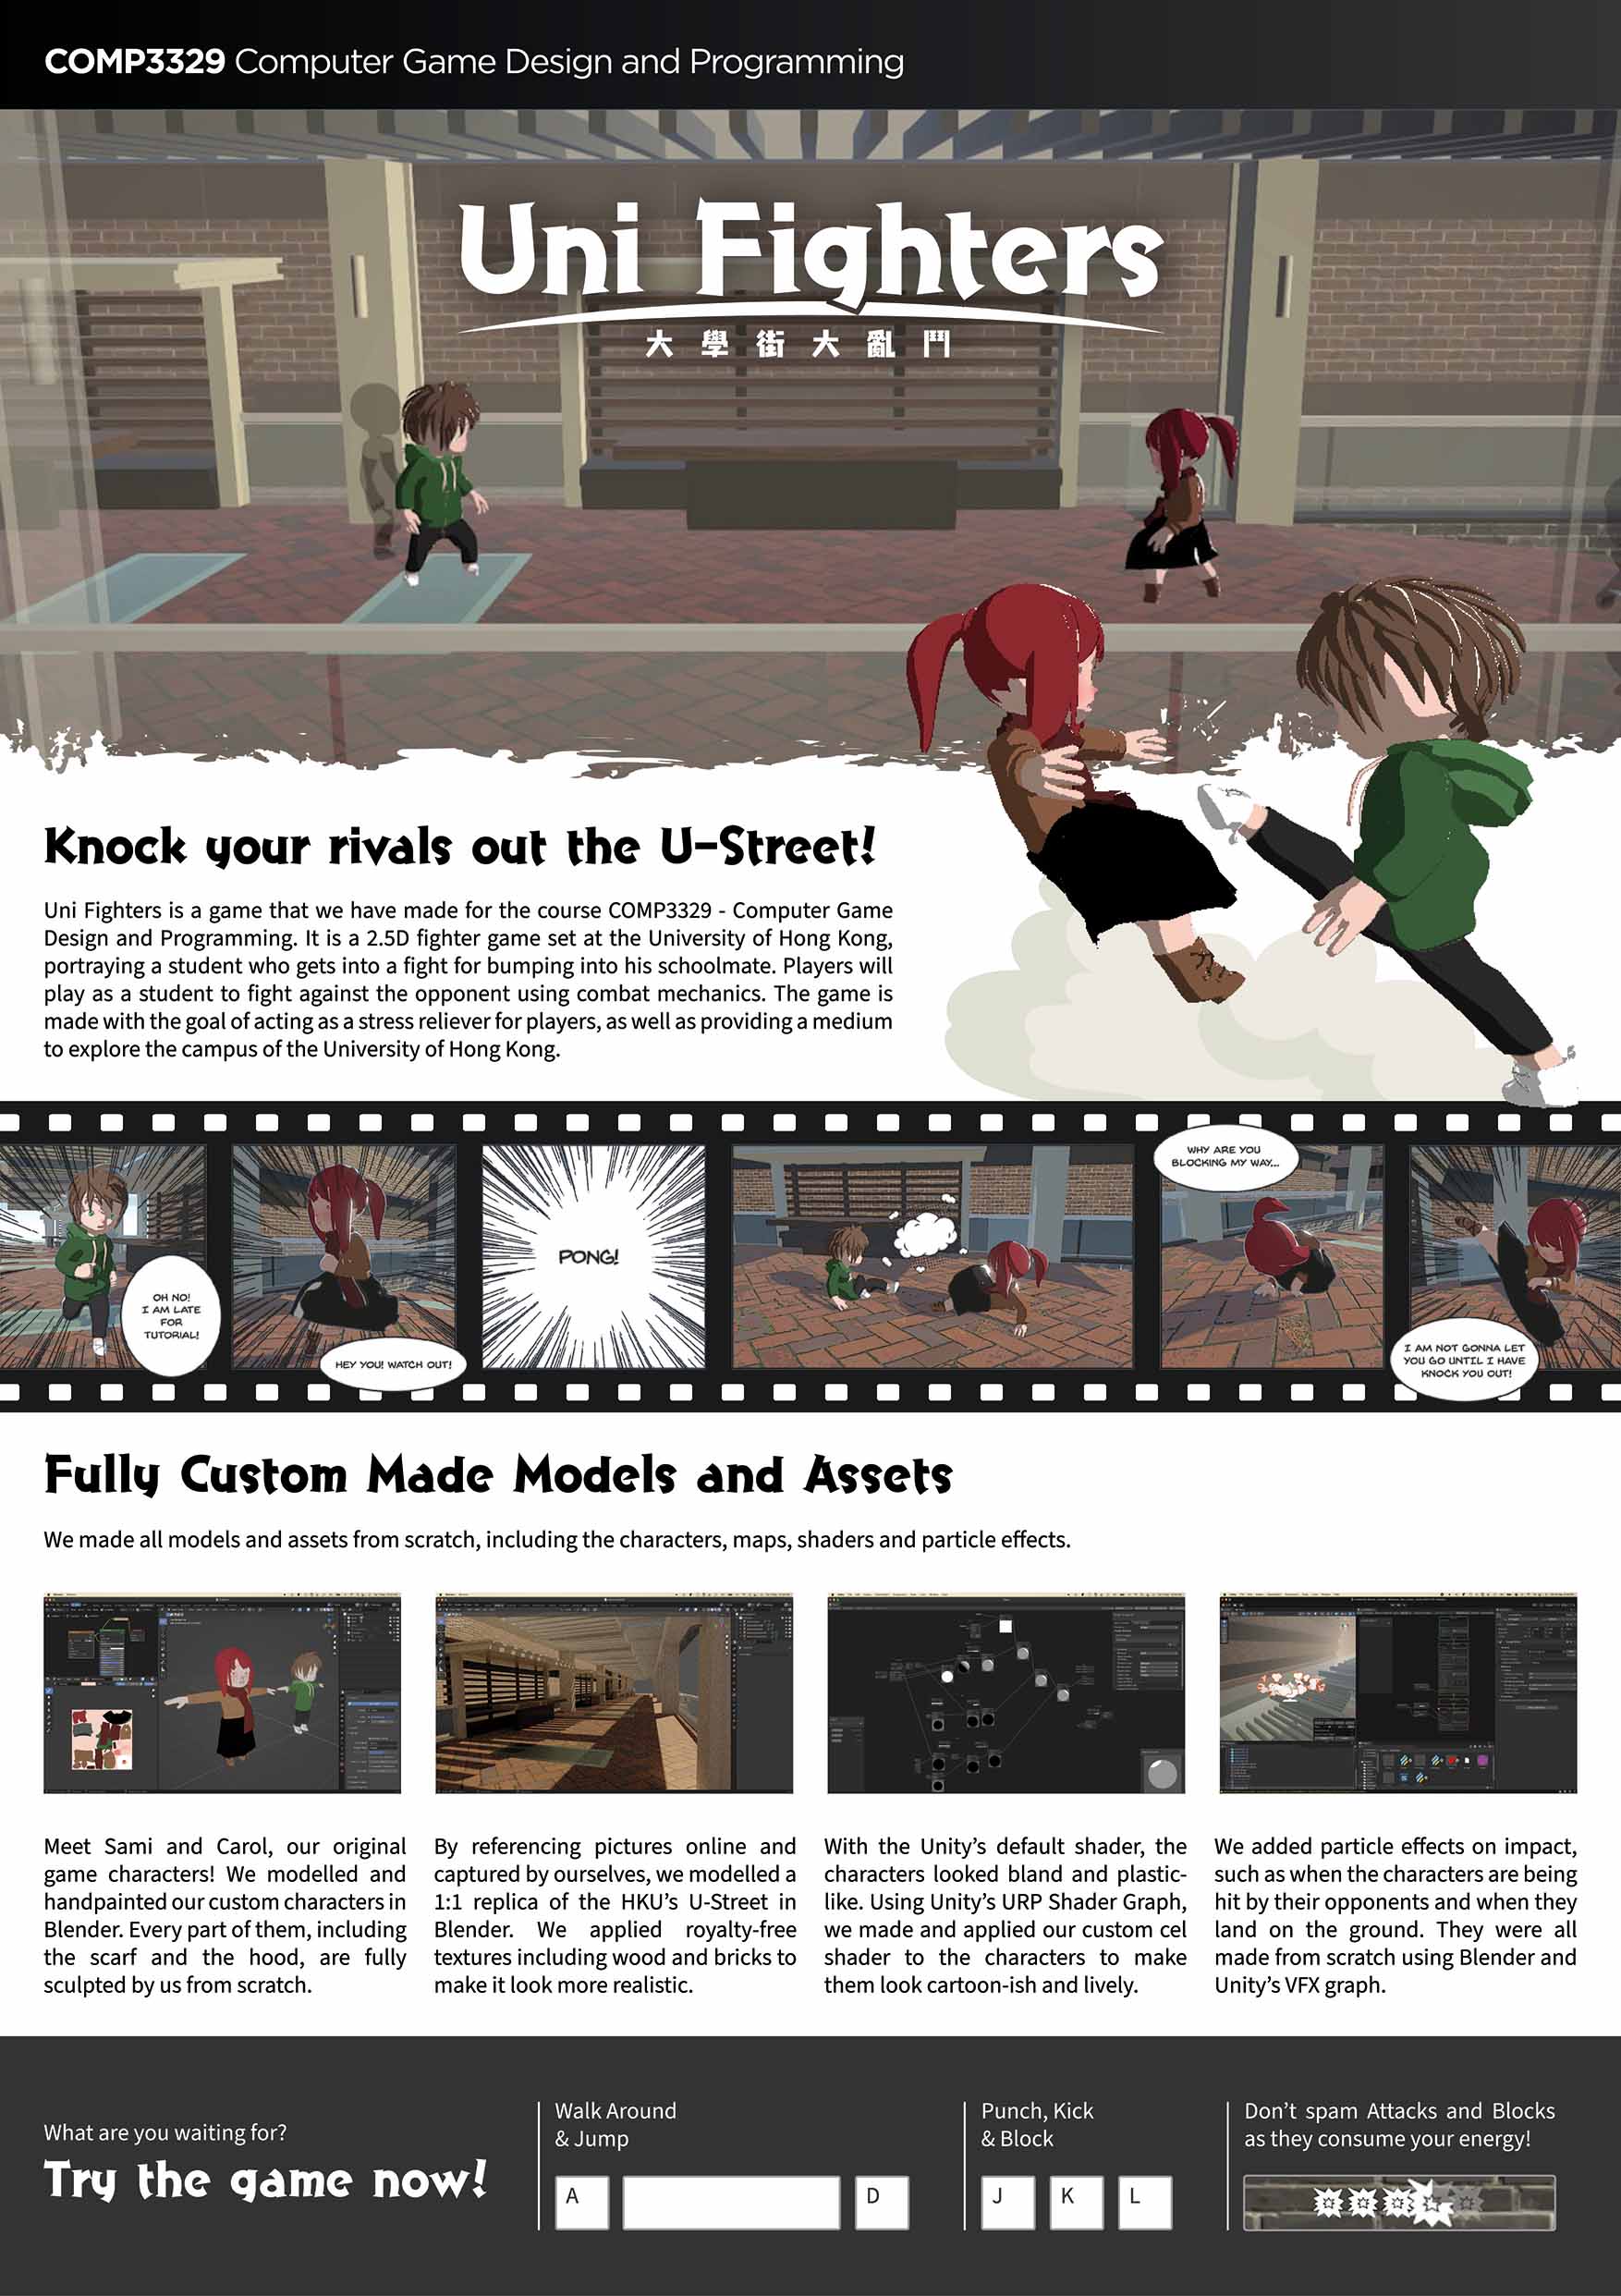 COMP3329 Computer Game Design and Programming
Uni Fighters
大學街大亂鬥
Knock your rivals out the U-Street!
Uni Fighters is a game that we have made for the course COMP3329 - Computer Game
Design and Programming. It is a 2.5D fighter game set at the University of Hong Kong,
portraying a student who gets into a fight for bumping into his schoolmate. Players will
play as a student to fight against the opponent using combat mechanics. The game is
made with the goal of acting as a stress reliever for players, as well as providing a medium
to explore the campus of the University of Hong Kong.
OH NO!
I AM LATE
FOR
TUTORIAL!
HEY YOU! WATCH OUT!
PONG!
WHY ARE YOU
BLOCKING MY WAY...
I AM NOT GONNA LET
YOU GO UNTIL I HAVE
KNOCK YOU OUT!
Fully Custom Made Models and Assets
We made all models and assets from scratch, including the characters, maps, shaders and particle effects.
Meet Sami and Carol, our original
game characters! We modelled and
handpainted our custom characters in
Blender. Every part of them, including
the scarf and the hood, are fully
sculpted by us from scratch.
By referencing pictures online and
captured by ourselves, we modelled a
1:1 replica of the HKU's U-Street in
Blender. We applied royalty-free
textures including wood and bricks to
make it look more realistic.
With the Unity's default shader, the
characters looked bland and plastic-
like. Using Unity's URP Shader Graph,
we made and applied our custom cel
shader to the characters to make
them look cartoon-ish and lively.
We added particle effects on impact,
such as when the characters are being
hit by their opponents and when they
land on the ground. They were all
made from scratch using Blender and
Unity's VFX graph.
What are you waiting for?
Try the game now!
Walk Around
& Jump
A
D
Punch, Kick
& Block
J
K
L
Don't spam Attacks and Blocks
as they consume your energy!